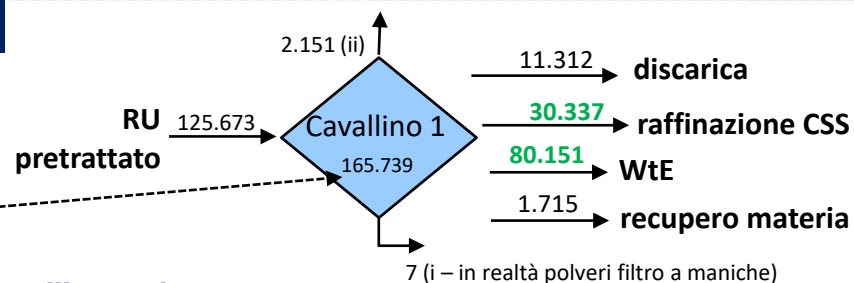 2.151 (ii)
11.312
discarica
RU
pretrattato
125.673
Cavallino 1
165.739
30.337
raffinazione CSS
80.151
WtE
1.715
recupero materia
7 (i – in realtà polveri filtro a maniche)